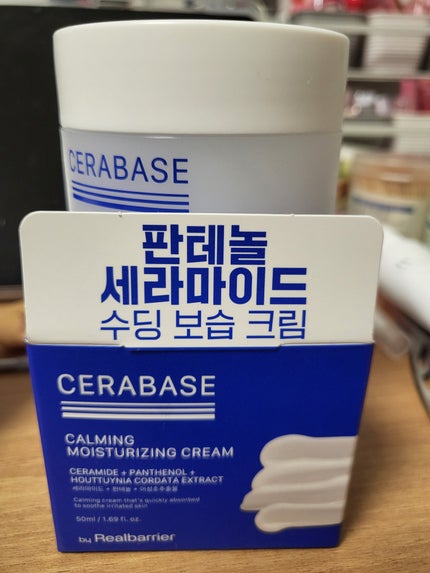 CERABASE
판테놀
세라마이드
수딩 보습 크림
CERABASE
CALMING
MOISTURIZING CREAM
CERAMIDE + PANTHENOL +
HOUTTUYNIA CORDATA EXTRACT
세라마이드 + 판테놀 + 어성초추출물
Calming cream that's quickly absorbed
to soothe irritated skin
50ml / 1.69 fl. oz.
by Realbarrier